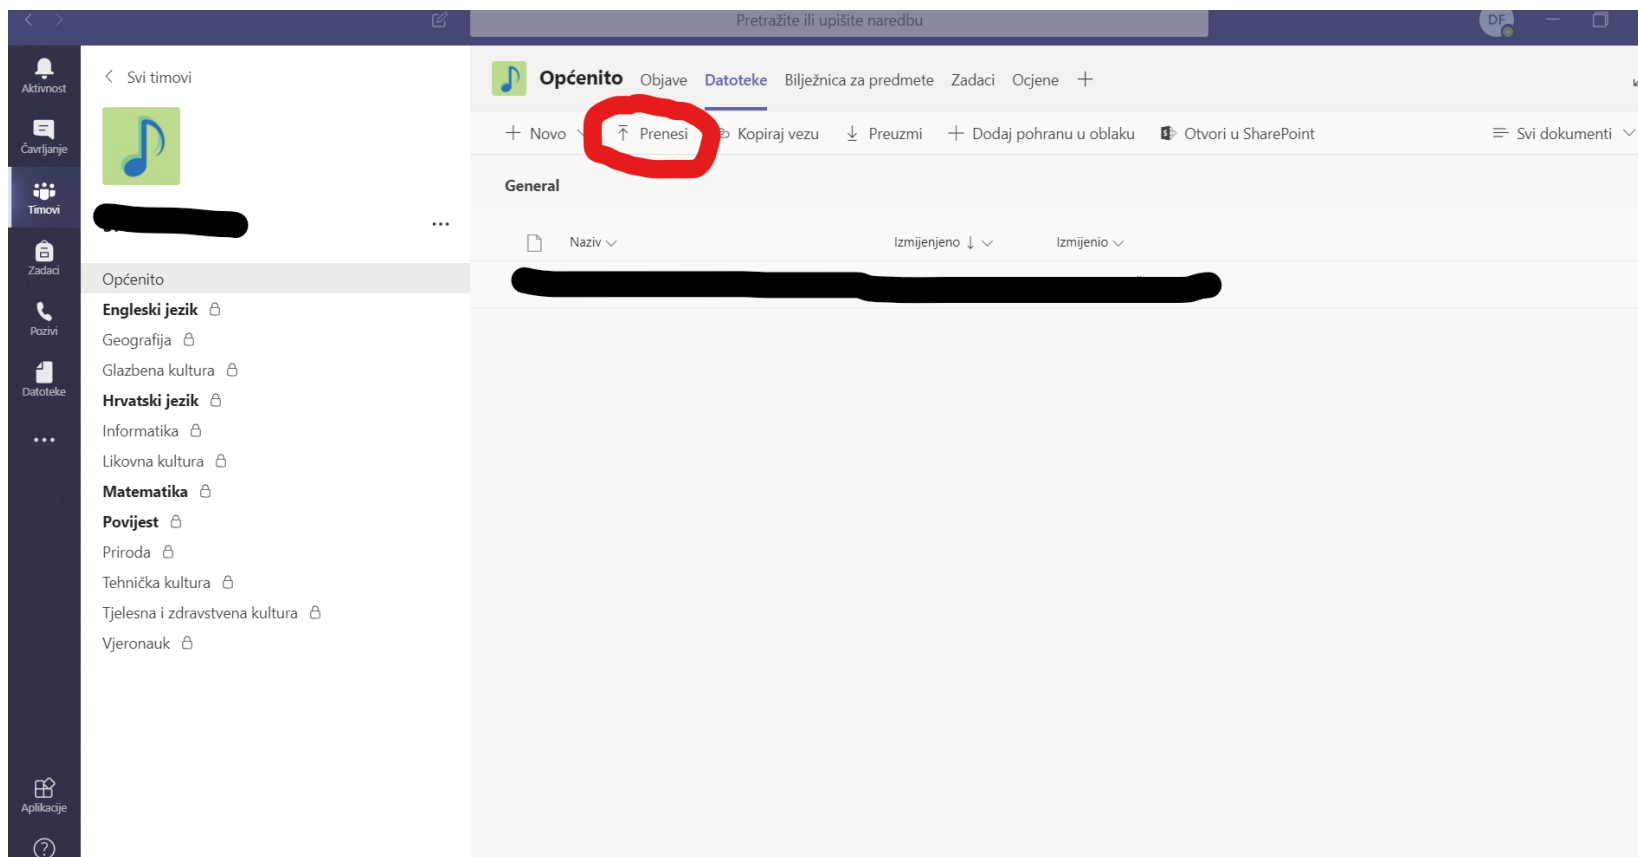 Pretražite ili upišite naredbu
DF
Aktivnost
Čavrljanje
Timovi
Zadaci
Pozivi
Datoteke
Aplikacije
Svi timovi
Općenito
Engleski jezik
Geografija
Glazbena kultura
Hrvatski jezik
Informatika
Likovna kultura
Matematika
Povijest
Priroda
Tehnička kultura
Tjelesna i zdravstvena kultura
Vjeronauk
Općenito Objave Datoteke Bilježnica za predmete Zadaci Ocjene +
+ Novo Prenesi Kopiraj vezu Preuzmi + Dodaj pohranu u oblaku Otvori u SharePoint Svi dokumenti
General
Naziv Izmijenjeno Izmijenio